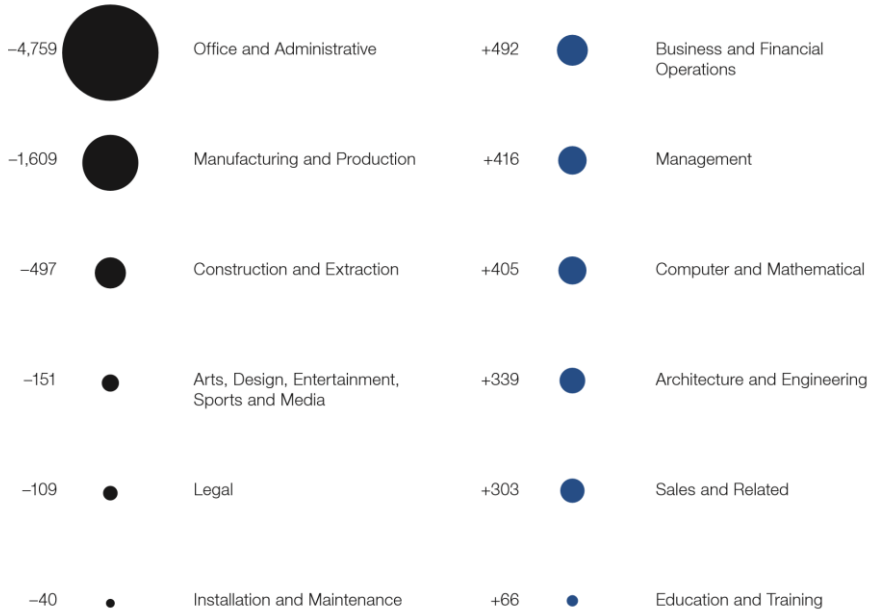 –4,759 Office and Administrative
+492 Business and Financial
Operations
–1,609 Manufacturing and Production
+416 Management
–497 Construction and Extraction
+405 Computer and Mathematical
–151 Arts, Design, Entertainment,
Sports and Media
+339 Architecture and Engineering
–109 Legal
+303 Sales and Related
–40 Installation and Maintenance
+66 Education and Training